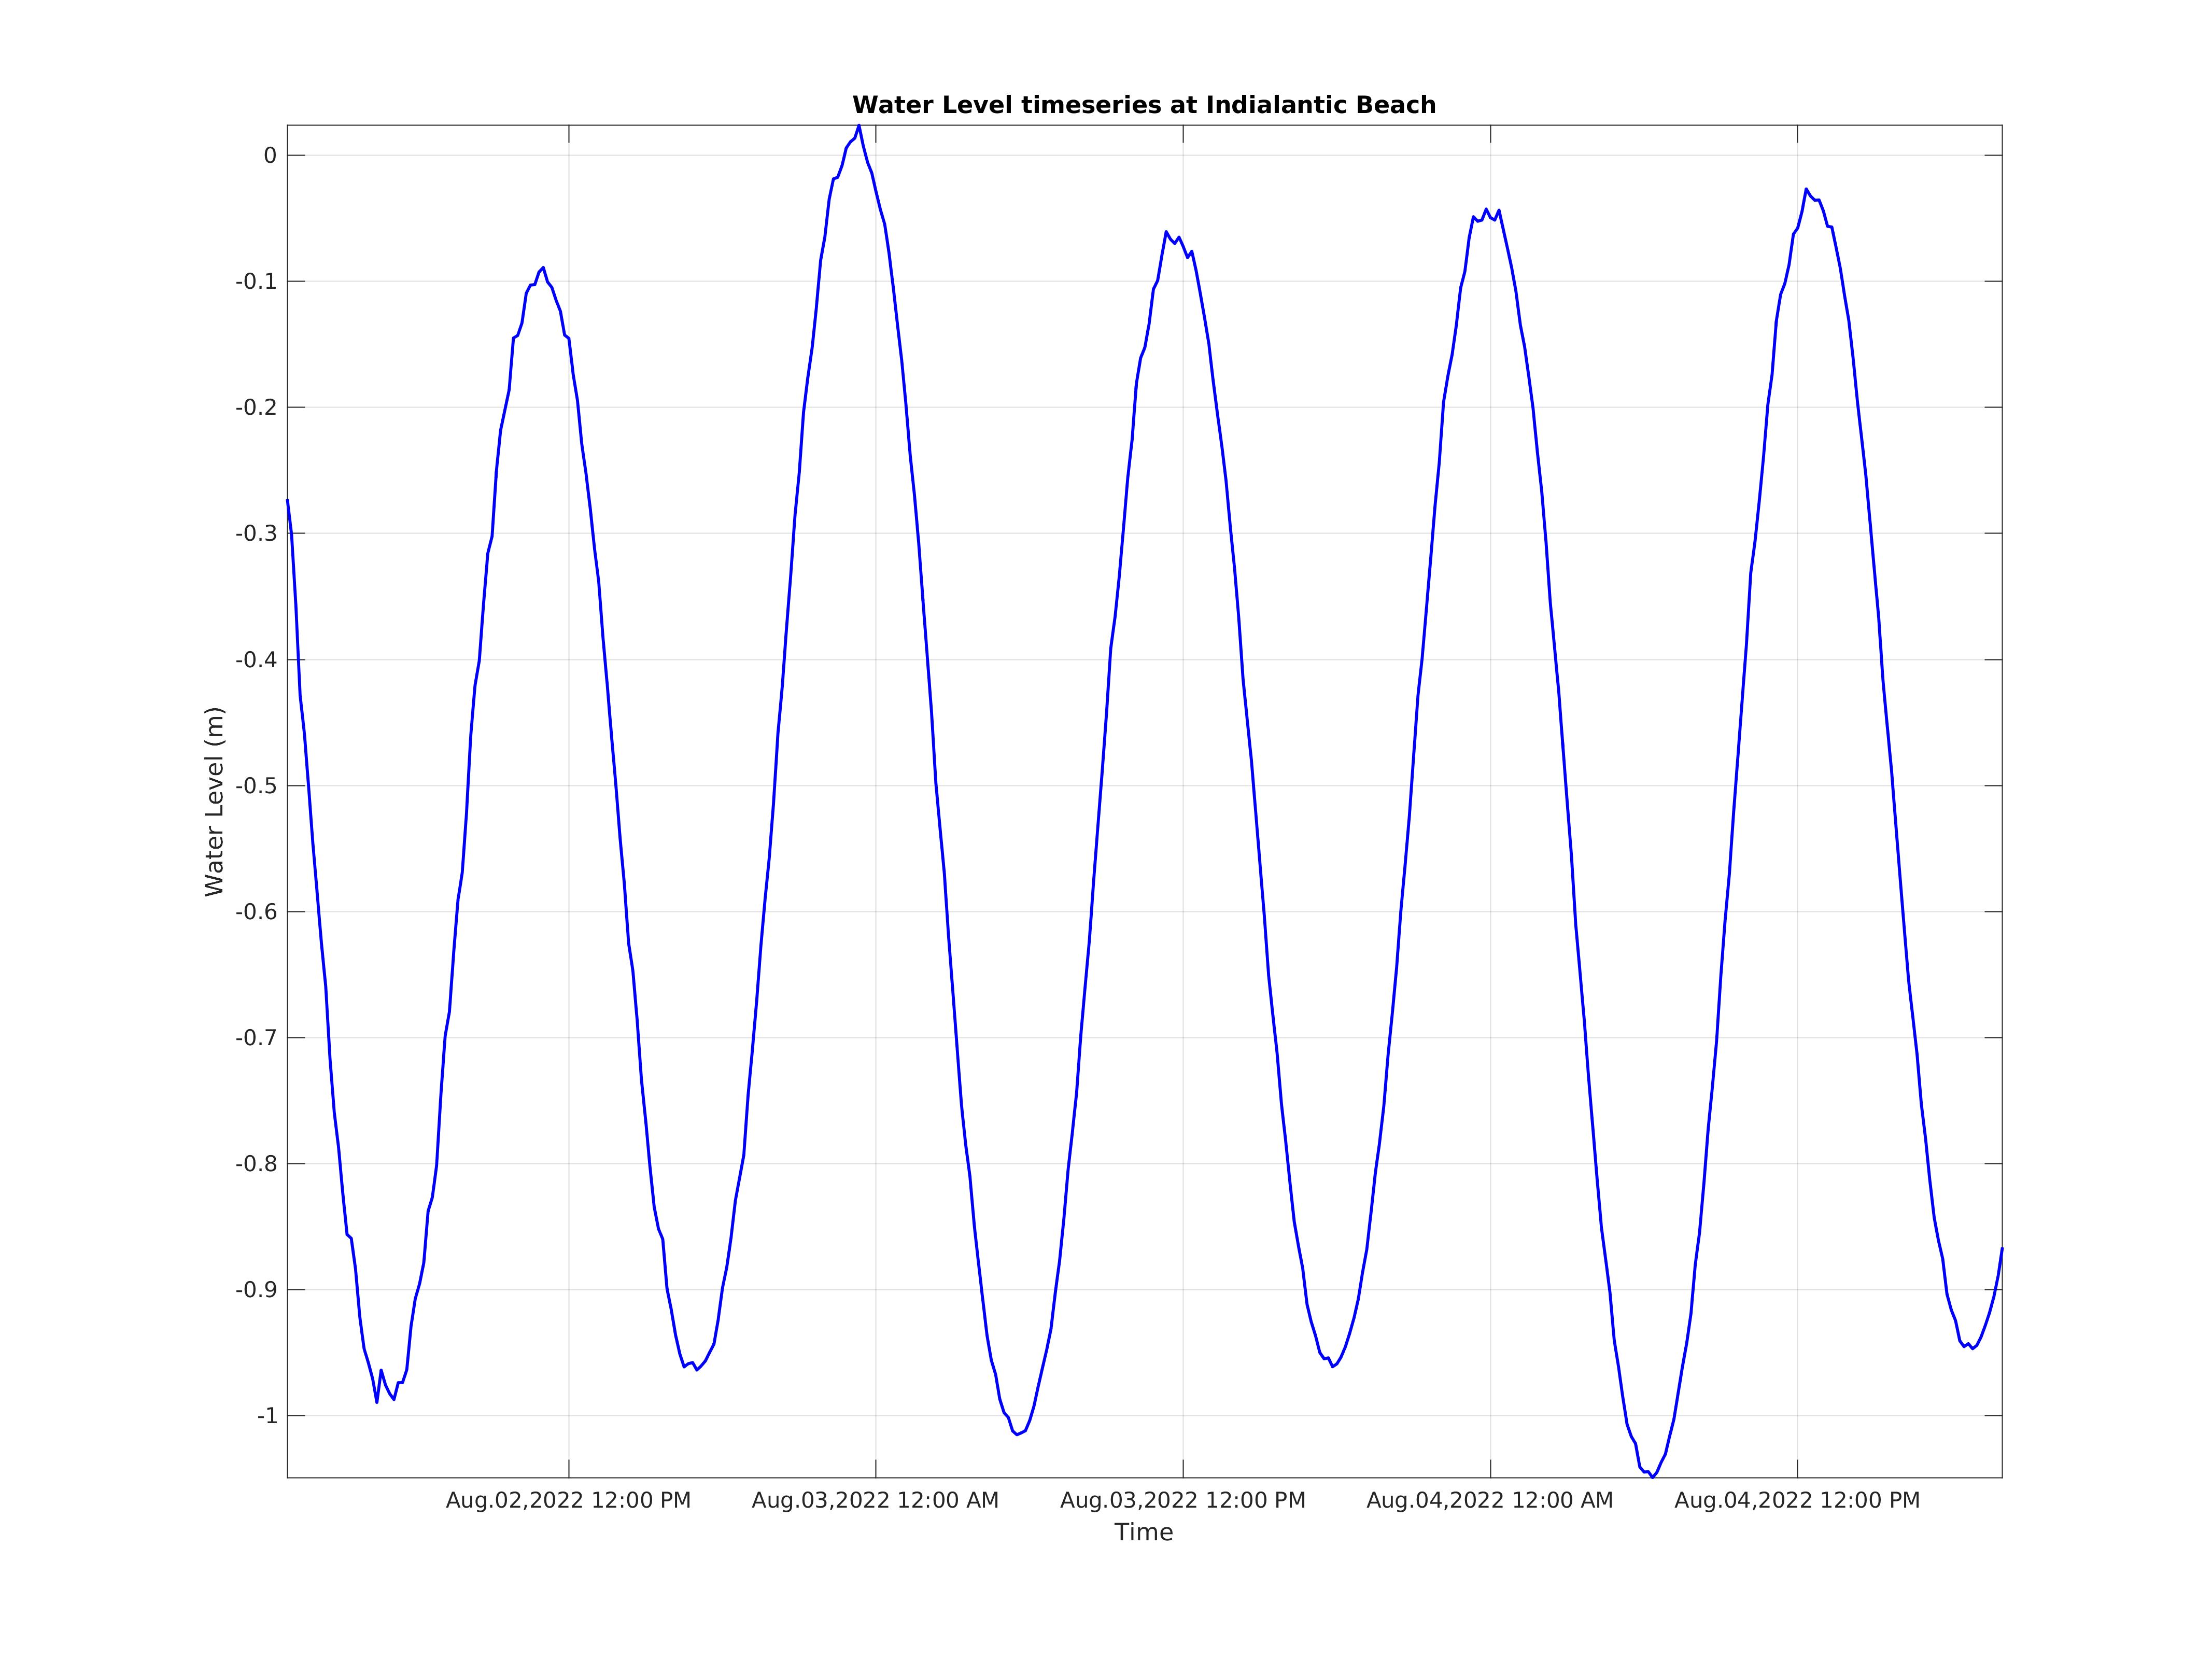 Water Level timeseries at Indialantic Beach
0
-0.1
-0.2
-0.3
-0.4
-0.5
-0.6
-0.7
-0.8
-0.9
-1
Water Level (m)
Aug.02,2022 12:00 PM
Aug.03,2022 12:00 AM
Aug.03,2022 12:00 PM
Aug.04,2022 12:00 AM
Aug.04,2022 12:00 PM
Time